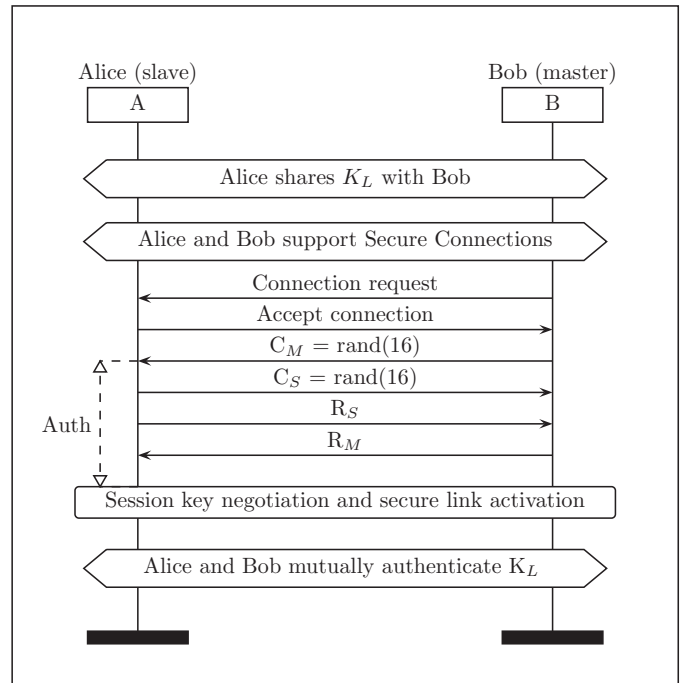 Alice (slave) Bob (master)
A B
Alice shares K_L with Bob
Alice and Bob support Secure Connections
Connection request
Accept connection
C_M = rand(16)
C_S = rand(16)
R_S
Auth
R_M
Session key negotiation and secure link activation
Alice and Bob mutually authenticate K_L